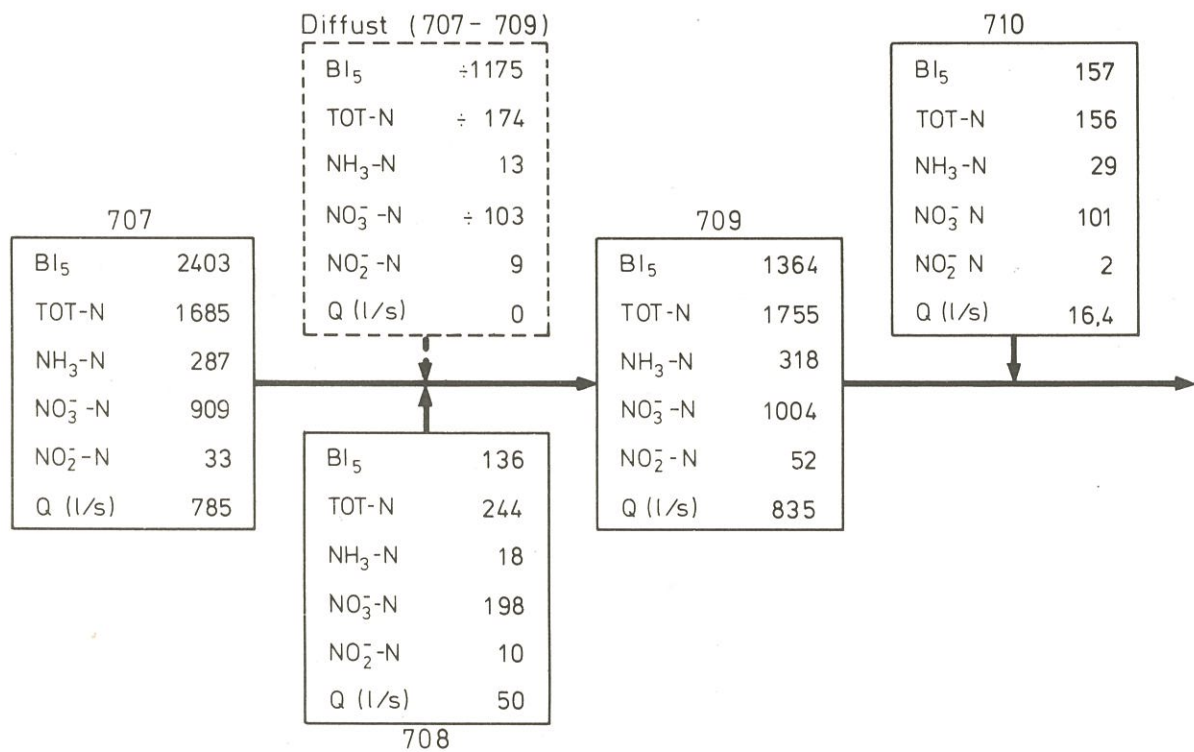 Diffust (707-709)
BI₅ ÷1175
TOT-N ÷ 174
NH₃-N 13
NO₃⁻-N ÷ 103
NO₂⁻-N 9
Q (l/s) 0
710
BI₅ 157
TOT-N 156
NH₃-N 29
NO₃⁻ N 101
NO₂⁻ N 2
Q (l/s) 16,4
707
BI₅ 2403
TOT-N 1685
NH₃-N 287
NO₃⁻-N 909
NO₂⁻-N 33
Q (l/s) 785
709
BI₅ 1364
TOT-N 1755
NH₃-N 318
NO₃⁻-N 1004
NO₂⁻-N 52
Q (l/s) 835
BI₅ 136
TOT-N 244
NH₃-N 18
NO₃⁻-N 198
NO₂⁻-N 10
Q (l/s) 50
708